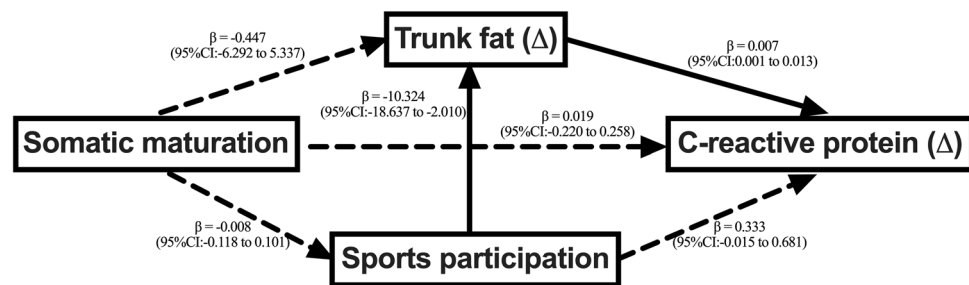 β = -0.447
(95%CI:-6.292 to 5.337)
Trunk fat (Δ)
β = 0.007
(95%CI:0.001 to 0.013)
β = -10.324
(95%CI:-18.637 to -2.010)
β = 0.019
(95%CI:-0.220 to 0.258)
Somatic maturation
C-reactive protein (Δ)
β = -0.008
(95%CI:-0.118 to 0.101)
β = 0.333
(95%CI:-0.015 to 0.681)
Sports participation